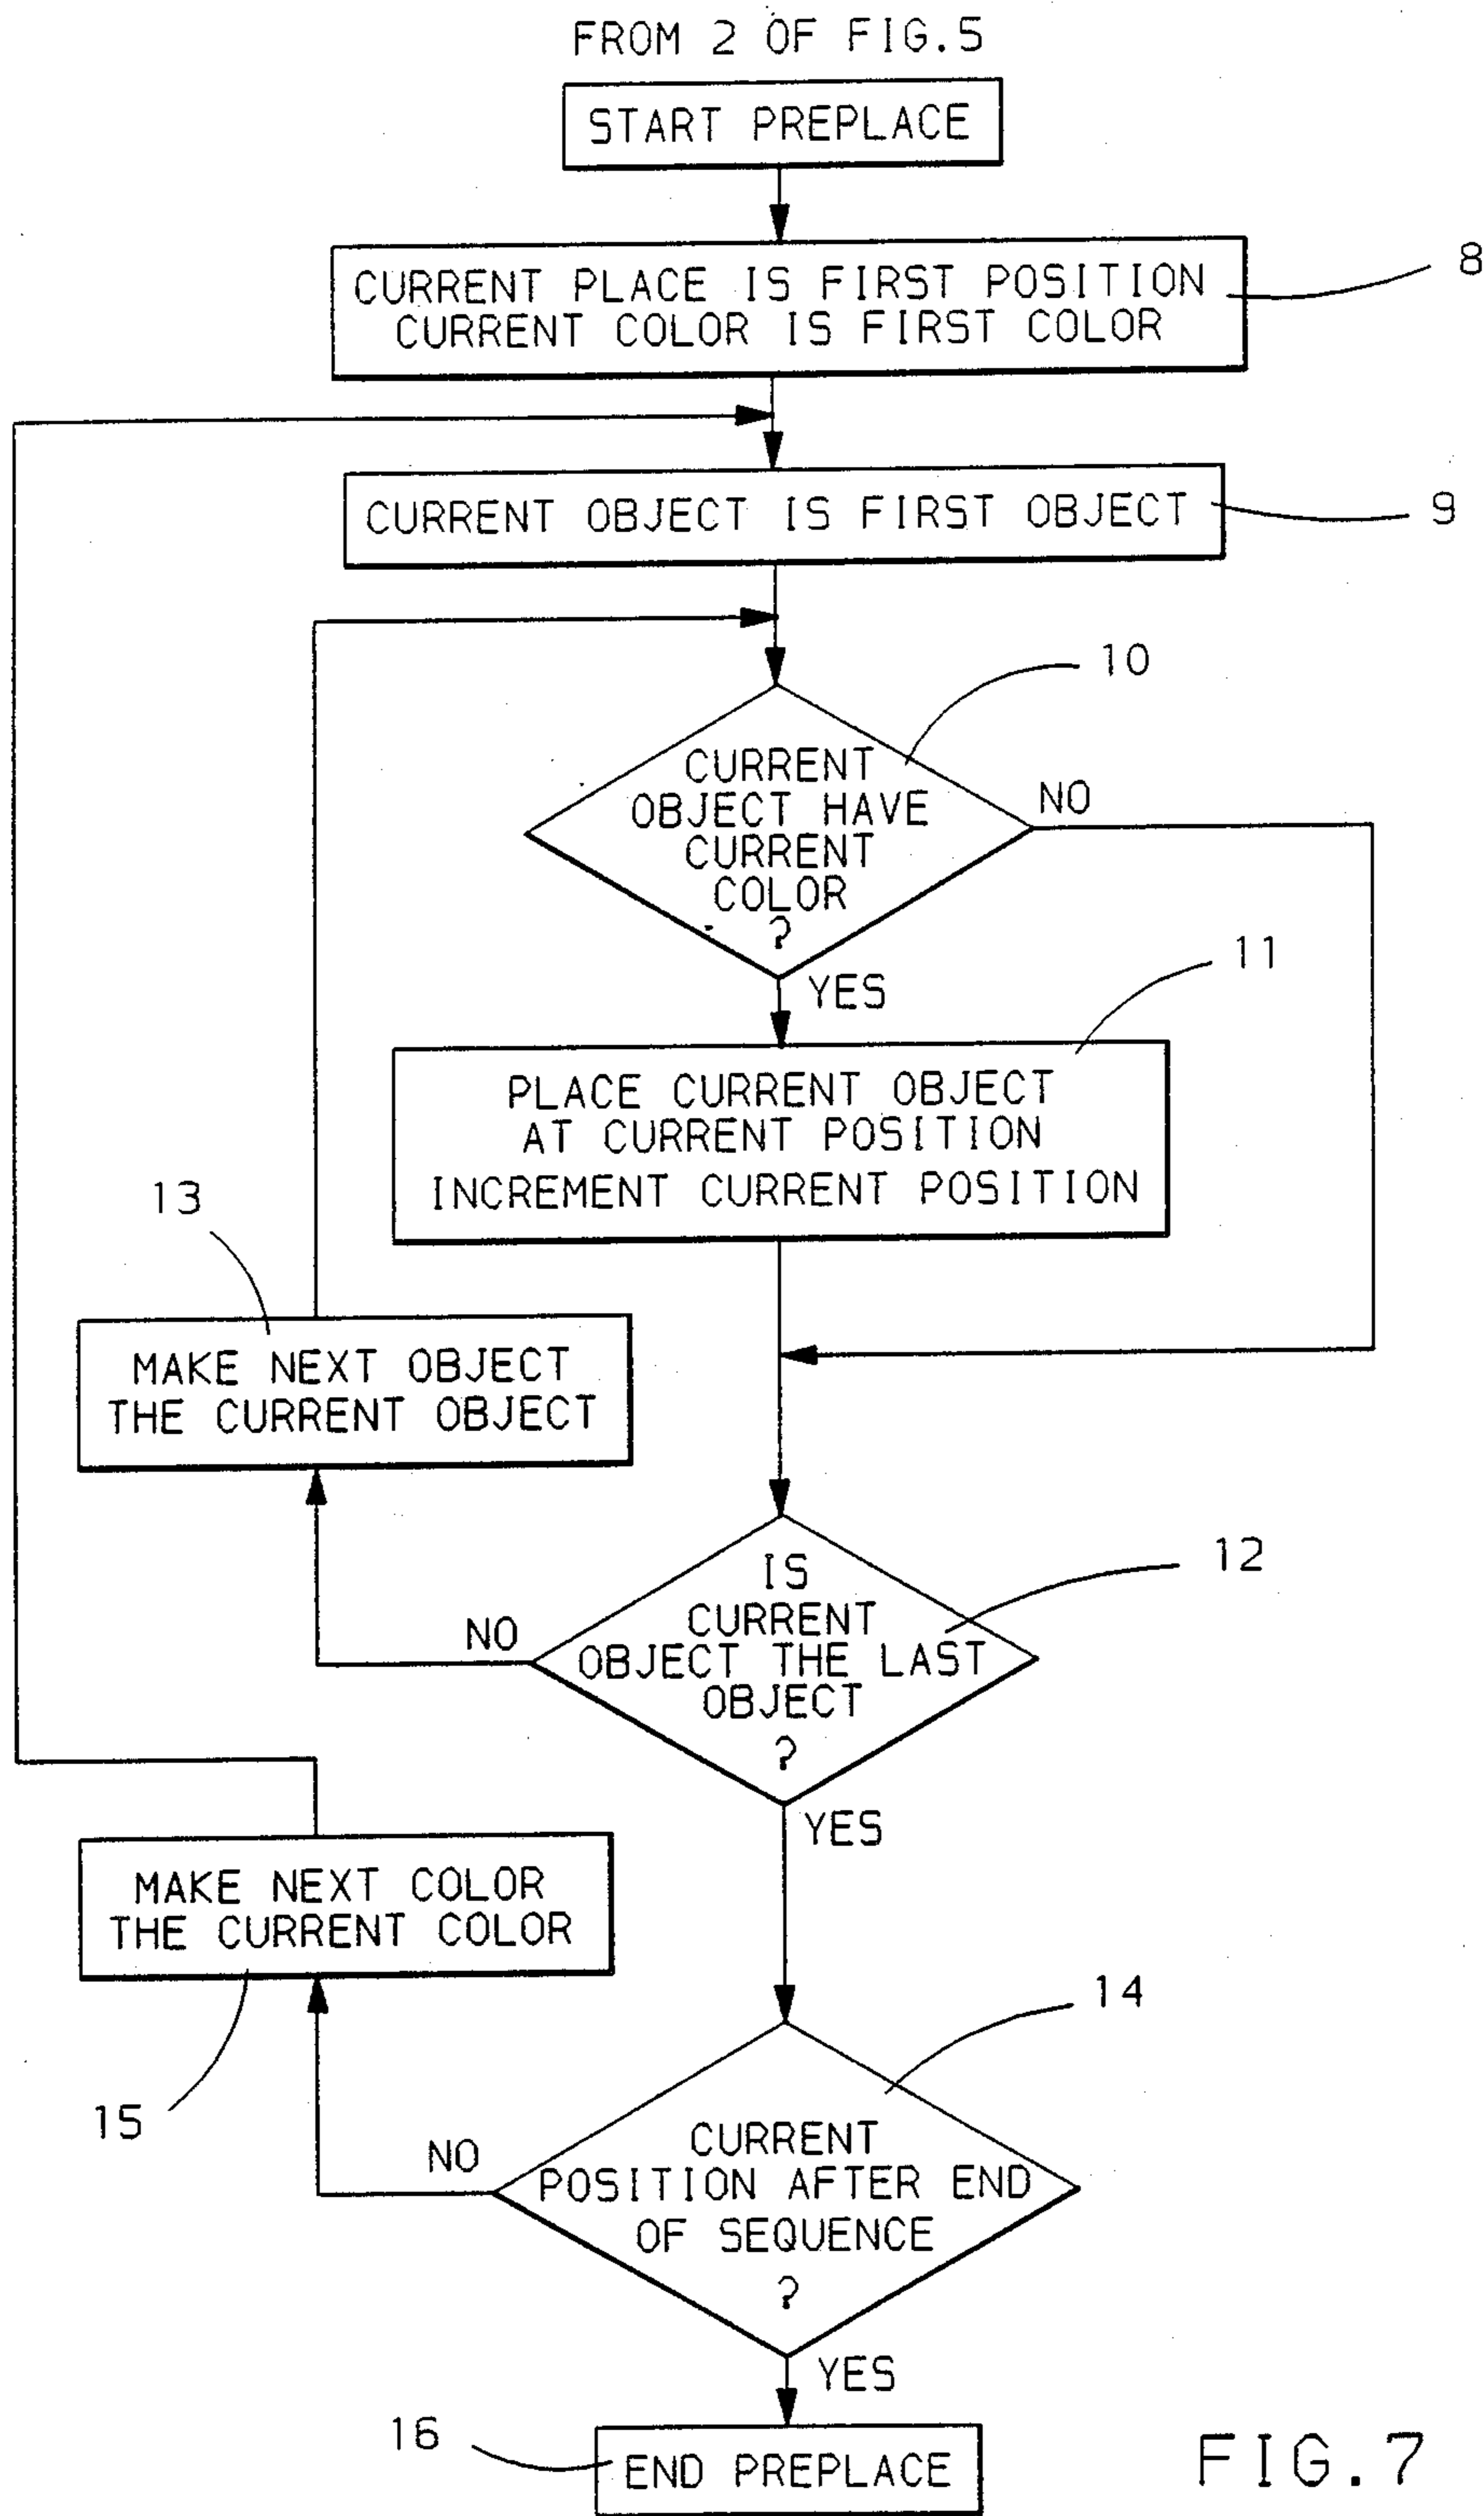 FROM 2 OF FIG.5
START PREPLACE
CURRENT PLACE IS FIRST POSITION
CURRENT COLOR IS FIRST COLOR
8
CURRENT OBJECT IS FIRST OBJECT
9
10
CURRENT
OBJECT HAVE
CURRENT
COLOR
?
NO
YES
11
PLACE CURRENT OBJECT
AT CURRENT POSITION
INCREMENT CURRENT POSITION
13
MAKE NEXT OBJECT
THE CURRENT OBJECT
12
IS
CURRENT
OBJECT THE LAST
OBJECT
?
NO
YES
MAKE NEXT COLOR
THE CURRENT COLOR
15
14
CURRENT
POSITION AFTER END
OF SEQUENCE
?
NO
YES
16
END PREPLACE
FIG.7